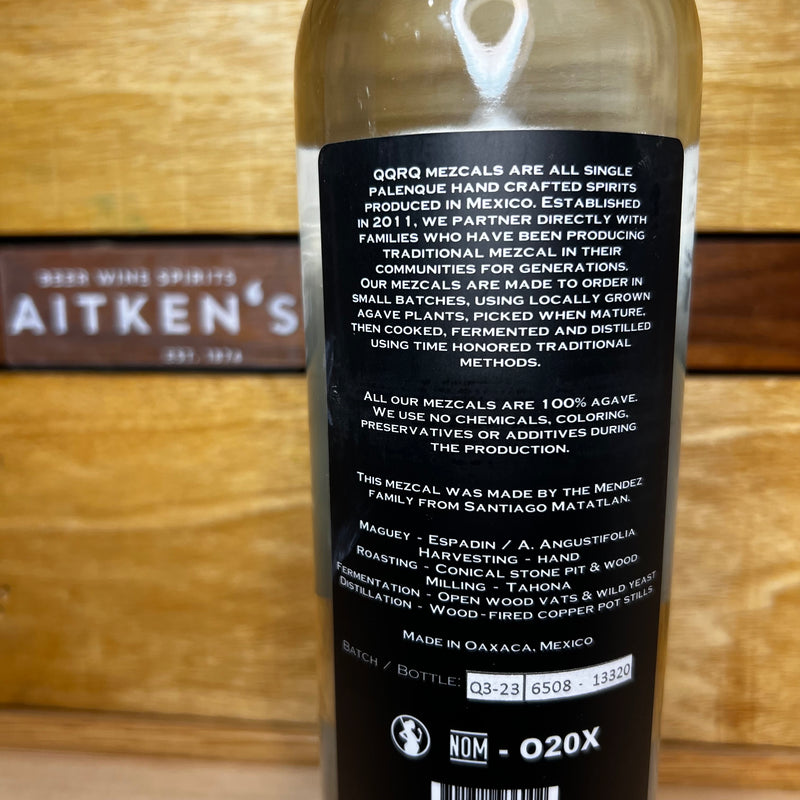 QQRQ MEZCALS ARE ALL SINGLE
PALENQUE HAND CRAFTED SPIRITS
PRODUCED IN MEXICO. ESTABLISHED
IN 2011, WE PARTNER DIRECTLY WITH
FAMILIES WHO HAVE BEEN PRODUCING
TRADITIONAL MEZCAL IN THEIR
COMMUNITIES FOR GENERATIONS.
OUR MEZCALS ARE MADE TO ORDER IN
SMALL BATCHES, USING LOCALLY GROWN
AGAVE PLANTS, PICKED WHEN MATURE,
THEN COOKED, FERMENTED AND DISTILLED
USING TIME HONORED TRADITIONAL
METHODS.
ALL OUR MEZCALS ARE 100% AGAVE.
WE USE NO CHEMICALS, COLORING,
PRESERVATIVES OR ADDITIVES DURING
THE PRODUCTION.
THIS MEZCAL WAS MADE BY THE MENDEZ
FAMILY FROM SANTIAGO MATATLAN.
MAGUEY - ESPADIN / A. ANGUSTIFOLIA
HARVESTING - HAND
ROASTING - CONICAL STONE PIT & WOOD
MILLING - TAHONA
FERMENTATION - OPEN WOOD VATS & WILD YEAST
DISTILLATION - WOOD-FIRED COPPER POT STILLS
MADE IN OAXACA, MEXICO
BATCH / BOTTLE: Q3-23 6508 - 13320
NOM - O20X
BEER WINE SPIRITS
AITKEN'S
EST. 1874